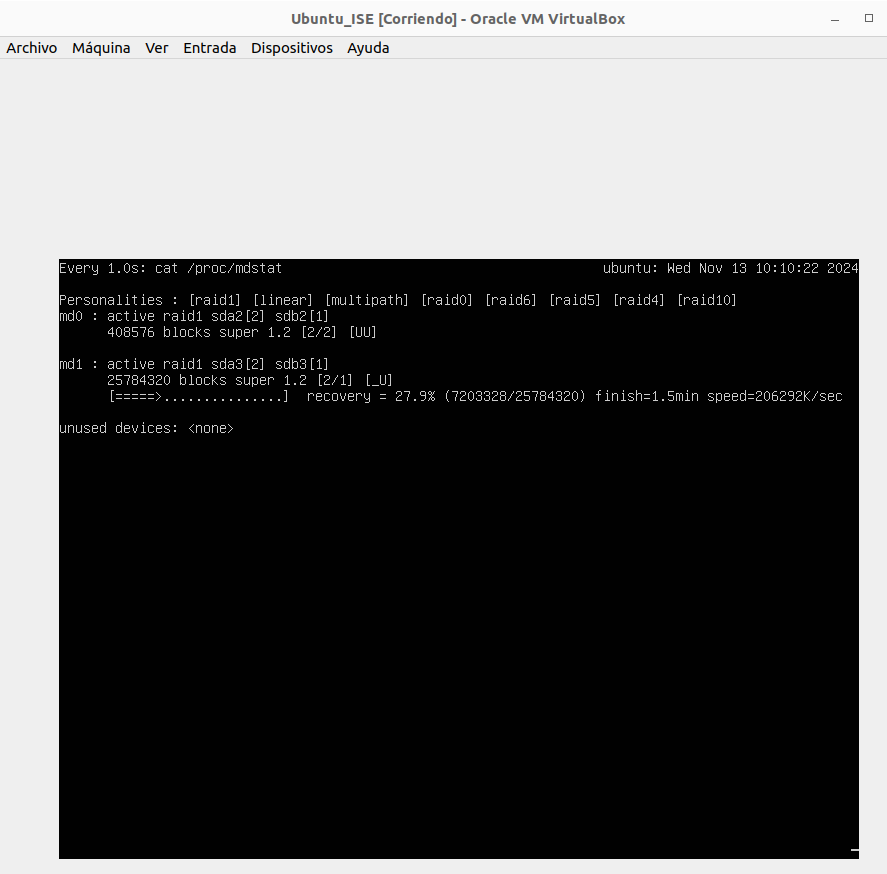 Ubuntu_ISE [Corriendo] - Oracle VM VirtualBox
Archivo Máquina Ver Entrada Dispositivos Ayuda
Every 1.0s: cat /proc/mdstat ubuntu: Wed Nov 13 10:10:22 2024
Personalities : [raid1] [linear] [multipath] [raid0] [raid6] [raid5] [raid4] [raid10]
md0 : active raid1 sda2[2] sdb2[1]
408576 blocks super 1.2 [2/2] [UU]
md1 : active raid1 sda3[2] sdb3[1]
25784320 blocks super 1.2 [2/1] [_U]
[=====>...............] recovery = 27.9% (7203328/25784320) finish=1.5min speed=206292K/sec
unused devices: <none>